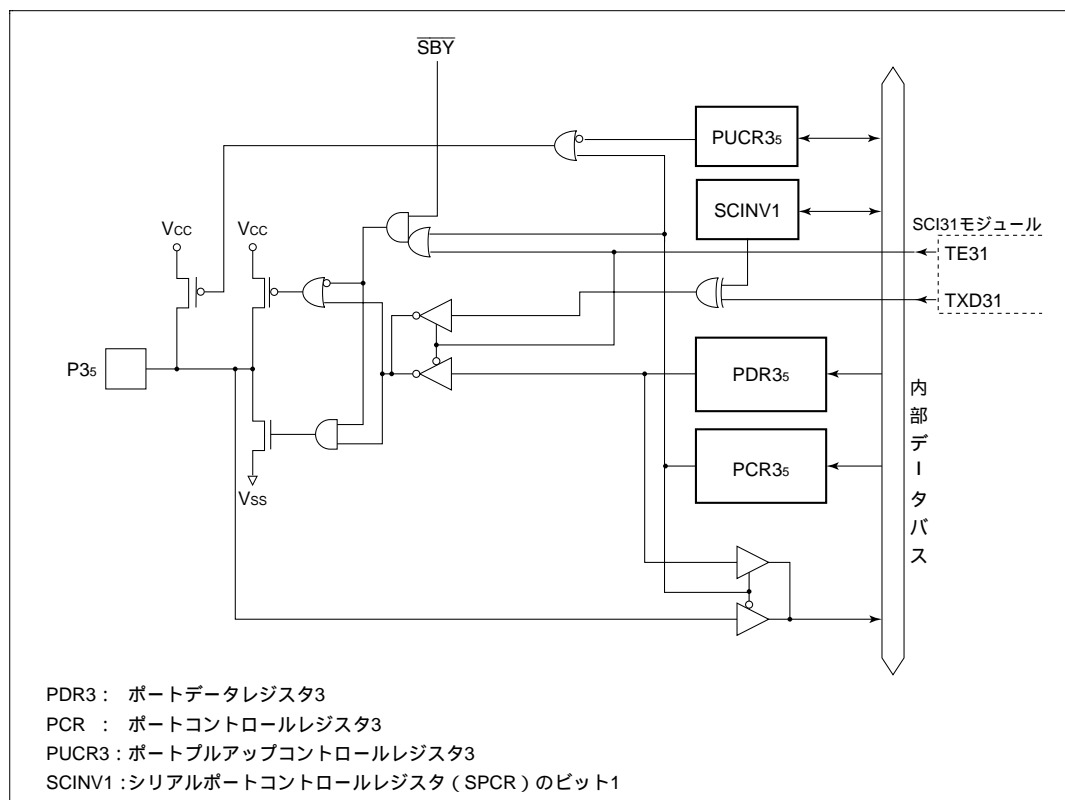 SBY
PUCR35
SCINV1
VCC
VCC
SCI31モジュール
TE31
TXD31
P35
PDR35
PCR35
VSS
内部データバス
PDR3： ポートデータレジスタ3
PCR ： ポートコントロールレジスタ3
PUCR3：ポートプルアップコントロールレジスタ3
SCINV1：シリアルポートコントロールレジスタ（SPCR）のビット1